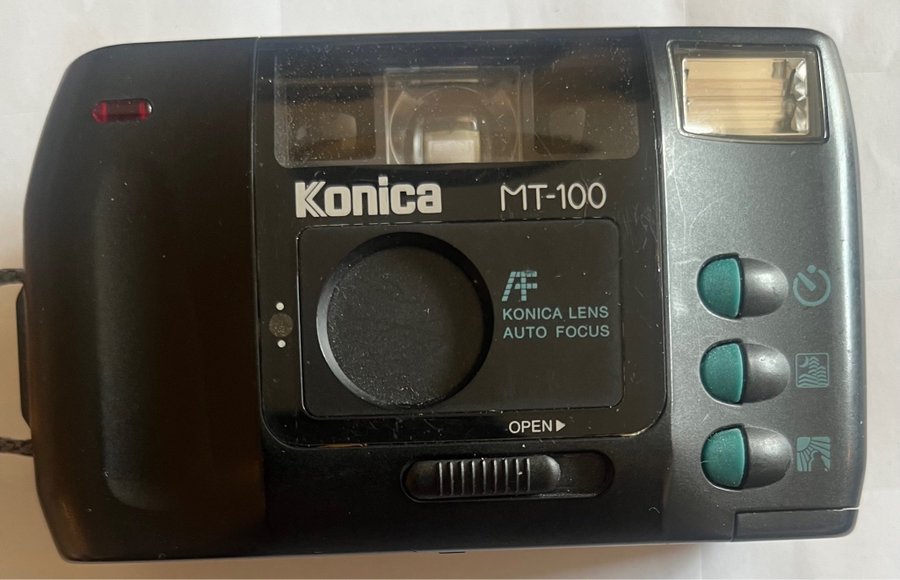 Konica MT-100
AF
KONICA LENS
AUTO FOCUS
OPEN